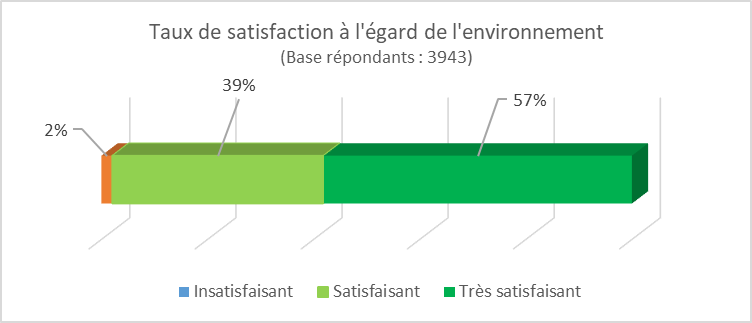 Taux de satisfaction à l'égard de l'environnement
(Base répondants : 3943)
39%
57%
2%
Insatisfaisant
Satisfaisant
Très satisfaisant